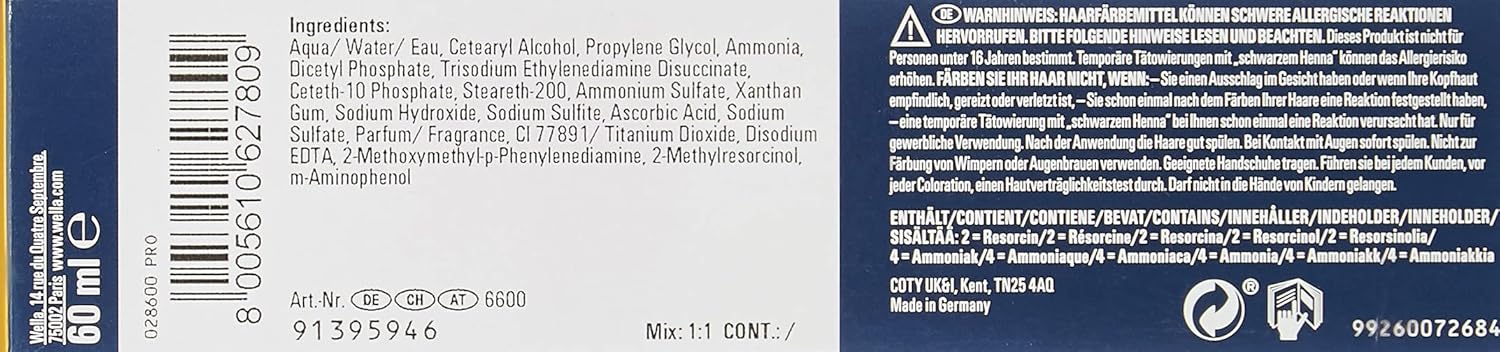 Wella, 14 rue du Quatre Septembre,
75002 Paris www.wella.com
60 ml e
028600 PRO
8 005610 627809
Ingredients:
Aqua/ Water/ Eau, Cetearyl Alcohol, Propylene Glycol, Ammonia,
Dicetyl Phosphate, Trisodium Ethylenediamine Disuccinate,
Ceteth-10 Phosphate, Steareth-200, Ammonium Sulfate, Xanthan
Gum, Sodium Hydroxide, Sodium Sulfite, Ascorbic Acid, Sodium
Sulfate, Parfum/ Fragrance, CI 77891/ Titanium Dioxide, Disodium
EDTA, 2-Methoxymethyl-p-Phenylenediamine, 2-Methylresorcinol,
m-Aminophenol
Art.-Nr. DE CH AT 6600
91395946
Mix: 1:1 CONT.: /
DE WARNHINWEIS: HAARFÄRBEMITTEL KÖNNEN SCHWERE ALLERGISCHE REAKTIONEN
HERVORRUFEN. BITTE FOLGENDE HINWEISE LESEN UND BEACHTEN. Dieses Produkt ist nicht für
Personen unter 16 Jahren bestimmt. Temporäre Tätowierungen mit „schwarzem Henna“ können das Allergierisiko
erhöhen. FÄRBEN SIE IHR HAAR NICHT, WENN: – Sie einen Ausschlag im Gesicht haben oder wenn Ihre Kopfhaut
empfindlich, gereizt oder verletzt ist, – Sie schon einmal nach dem Färben Ihrer Haare eine Reaktion festgestellt haben,
– eine temporäre Tätowierung mit „schwarzem Henna“ bei Ihnen schon einmal eine Reaktion verursacht hat. Nur für
gewerbliche Verwendung. Nach der Anwendung die Haare gut spülen. Bei Kontakt mit Augen sofort spülen. Nicht zur
Färbung von Wimpern oder Augenbrauen verwenden. Geeignete Handschuhe tragen. Führen sie bei jedem Kunden, vor
jeder Coloration, einen Hautverträglichkeitstest durch. Darf nicht in die Hände von Kindern gelangen.
ENTHÄLT/CONTIENT/CONTIENE/BEVAT/CONTAINS/INNEHÅLLER/INDEHOLDER/INNEHOLDER/
SISÄLTÄÄ: 2 = Resorcin/2 = Résorcine/2 = Resorcina/2 = Resorcinol/2 = Resorsinolia/
4 = Ammoniak/4 = Ammoniaque/4 = Ammoniaca/4 = Ammonia/4 = Ammoniakk/4 = Ammoniakkia
COTY UK&I, Kent, TN25 4AQ
Made in Germany
®
99260072684